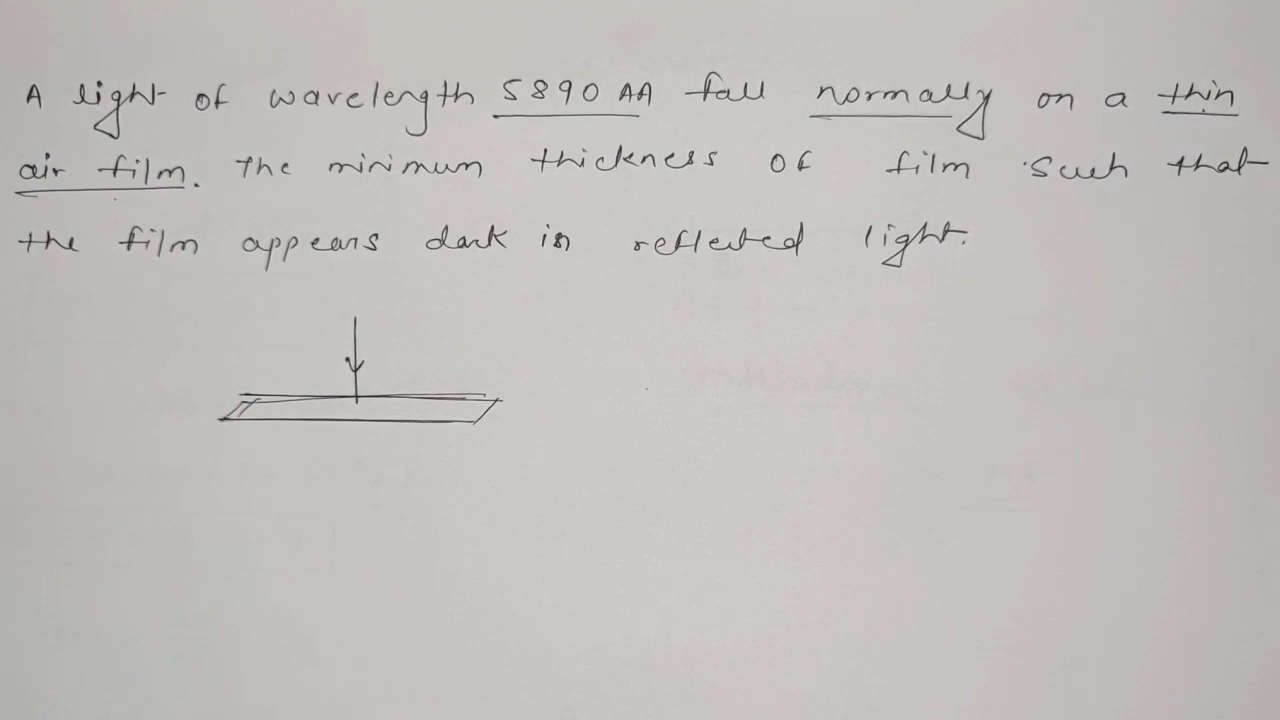 A light of wavelength 5890 AA fall normally on a thin
air film. The minimum thickness of film such that
the film appears dark in reflected light.